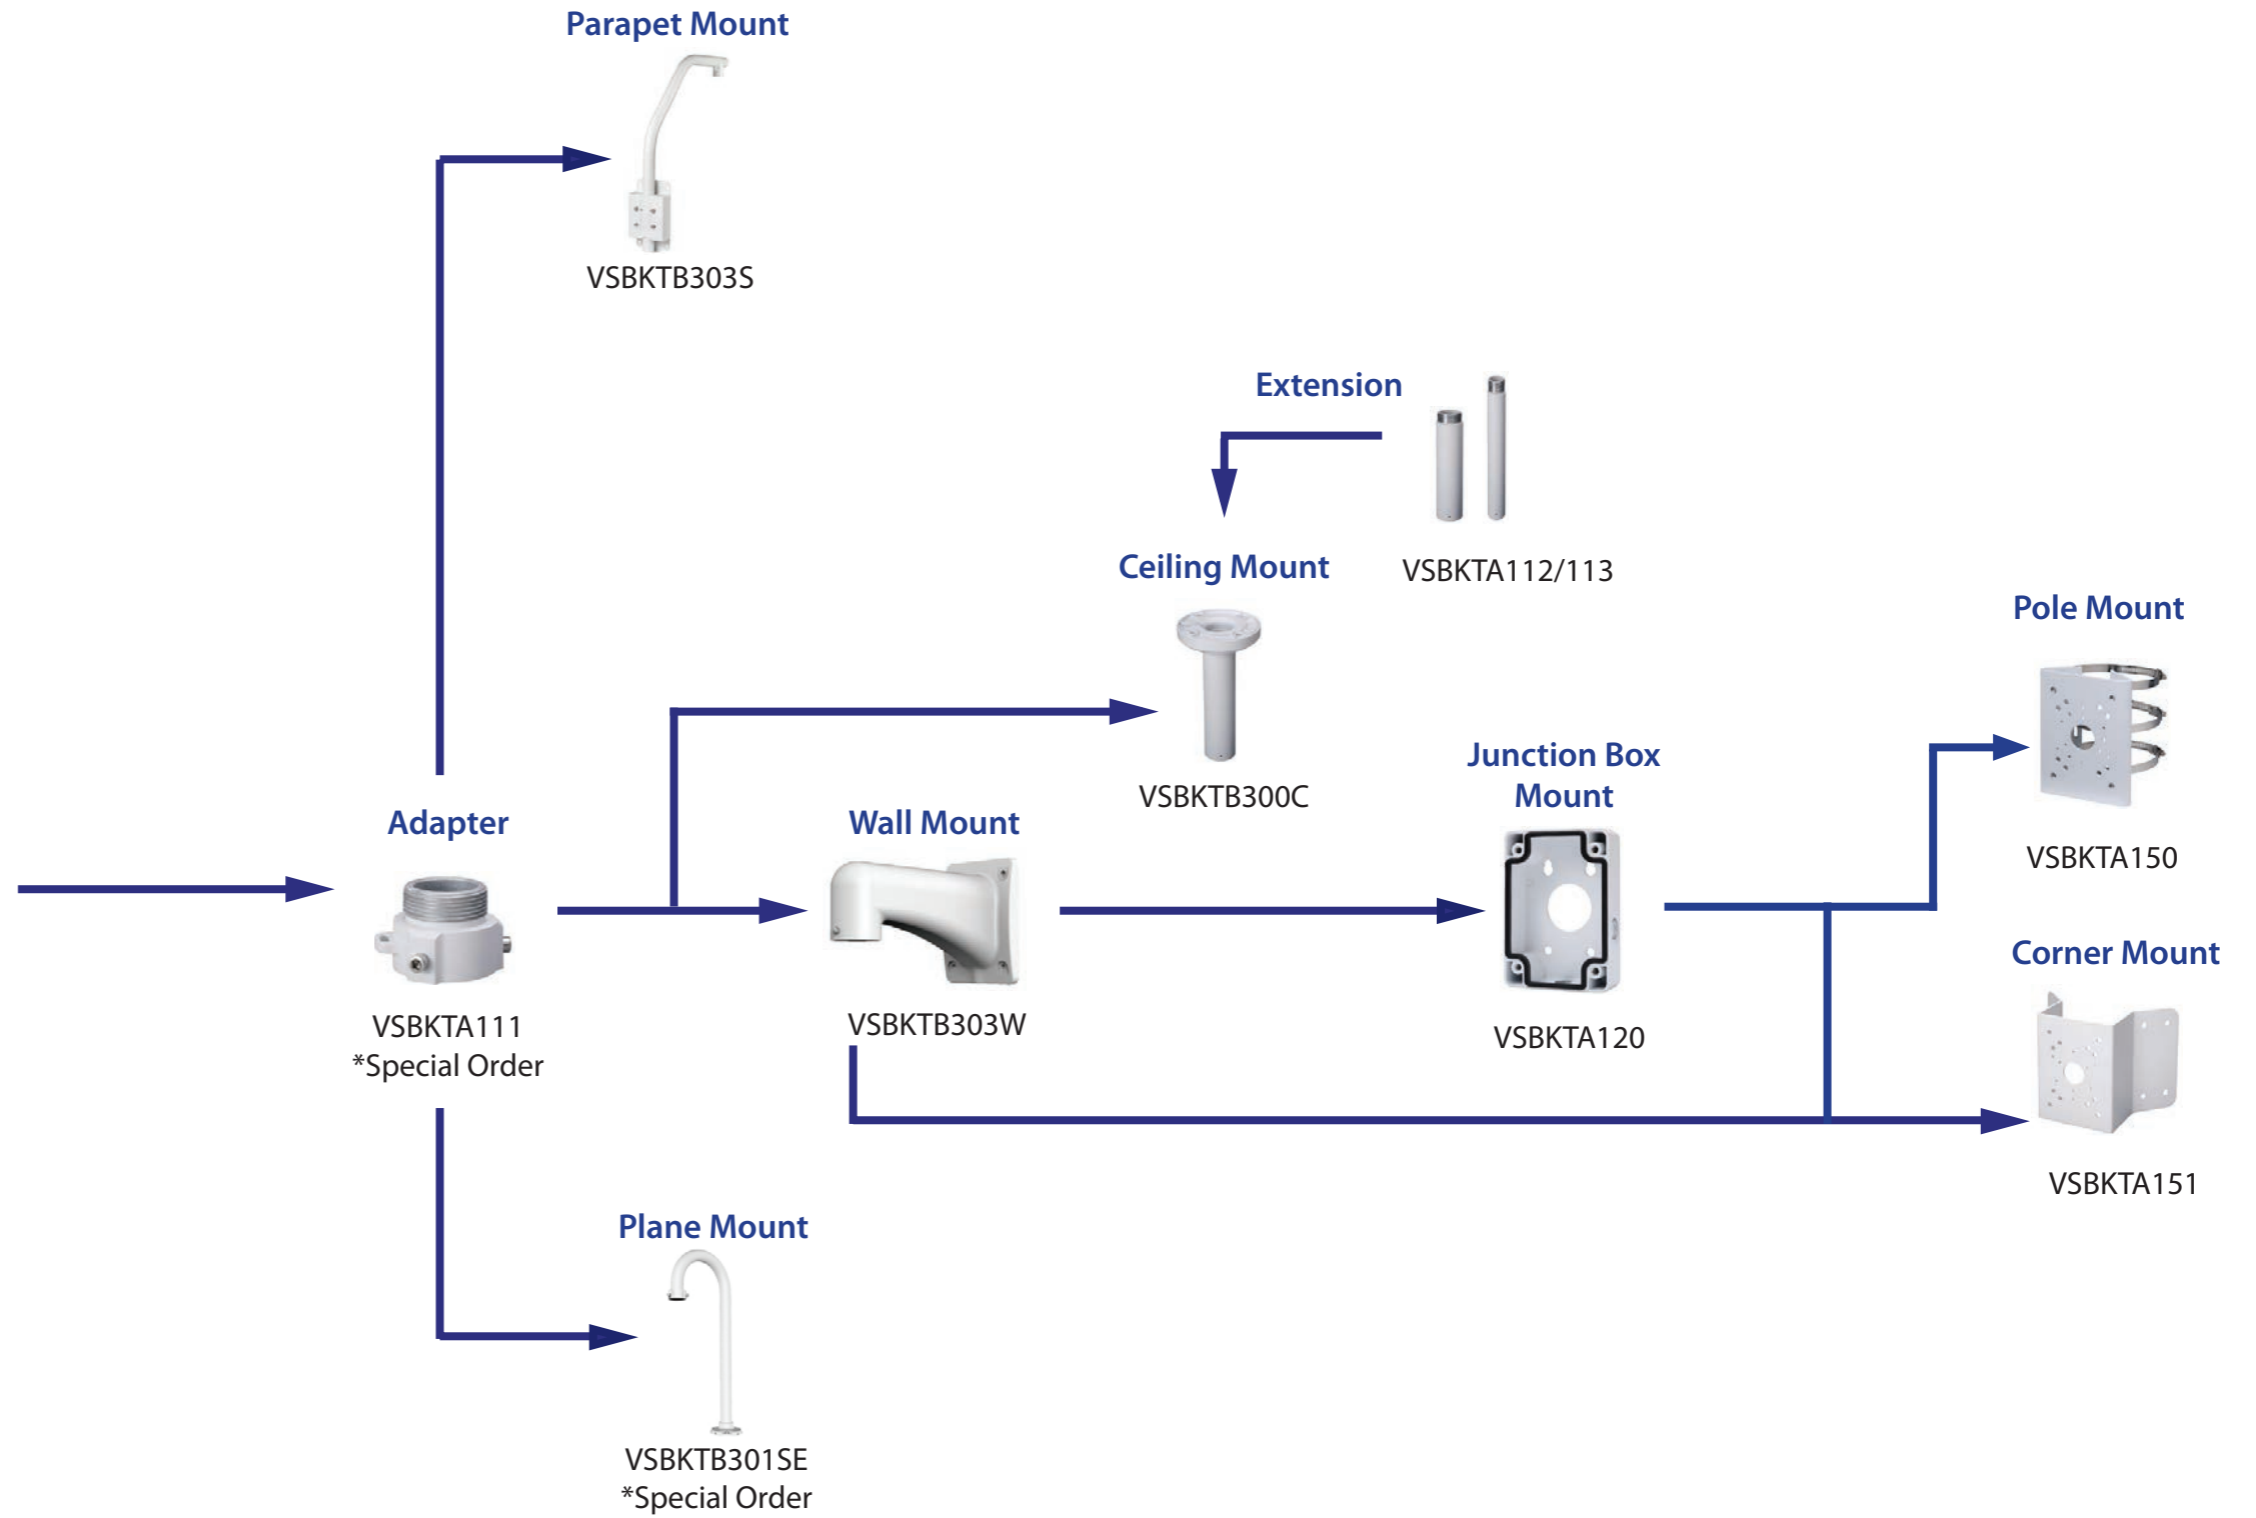 Parapet Mount
VSBKTB303S
Extension
VSBKTA112/113
Ceiling Mount
VSBKTB300C
Pole Mount
VSBKTA150
Junction Box
Mount
VSBKTA120
Adapter
VSBKTA111
*Special Order
Wall Mount
VSBKTB303W
Corner Mount
VSBKTA151
Plane Mount
VSBKTB301SE
*Special Order